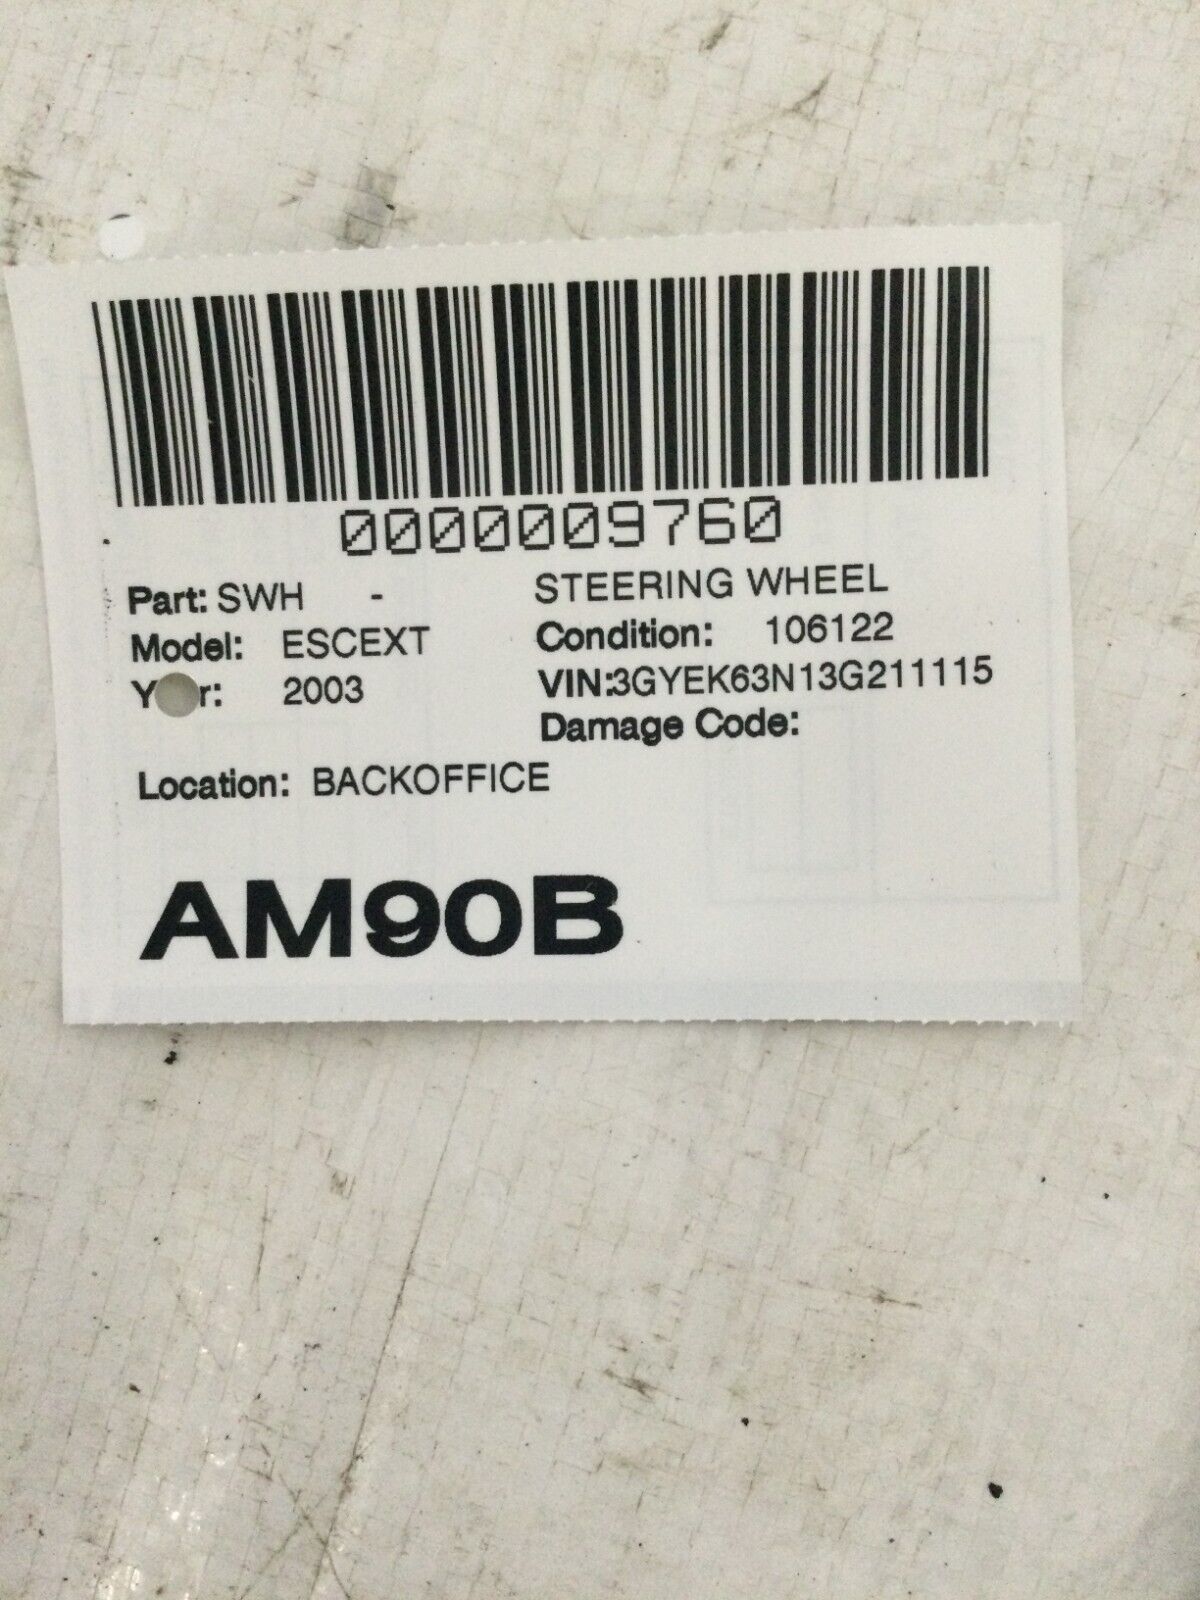 0000009760
Part: SWH - STEERING WHEEL
Model: ESCEXT Condition: 106122
Y r: 2003 VIN:3GYEK63N13G211115
Damage Code:
Location: BACKOFFICE
AM90B